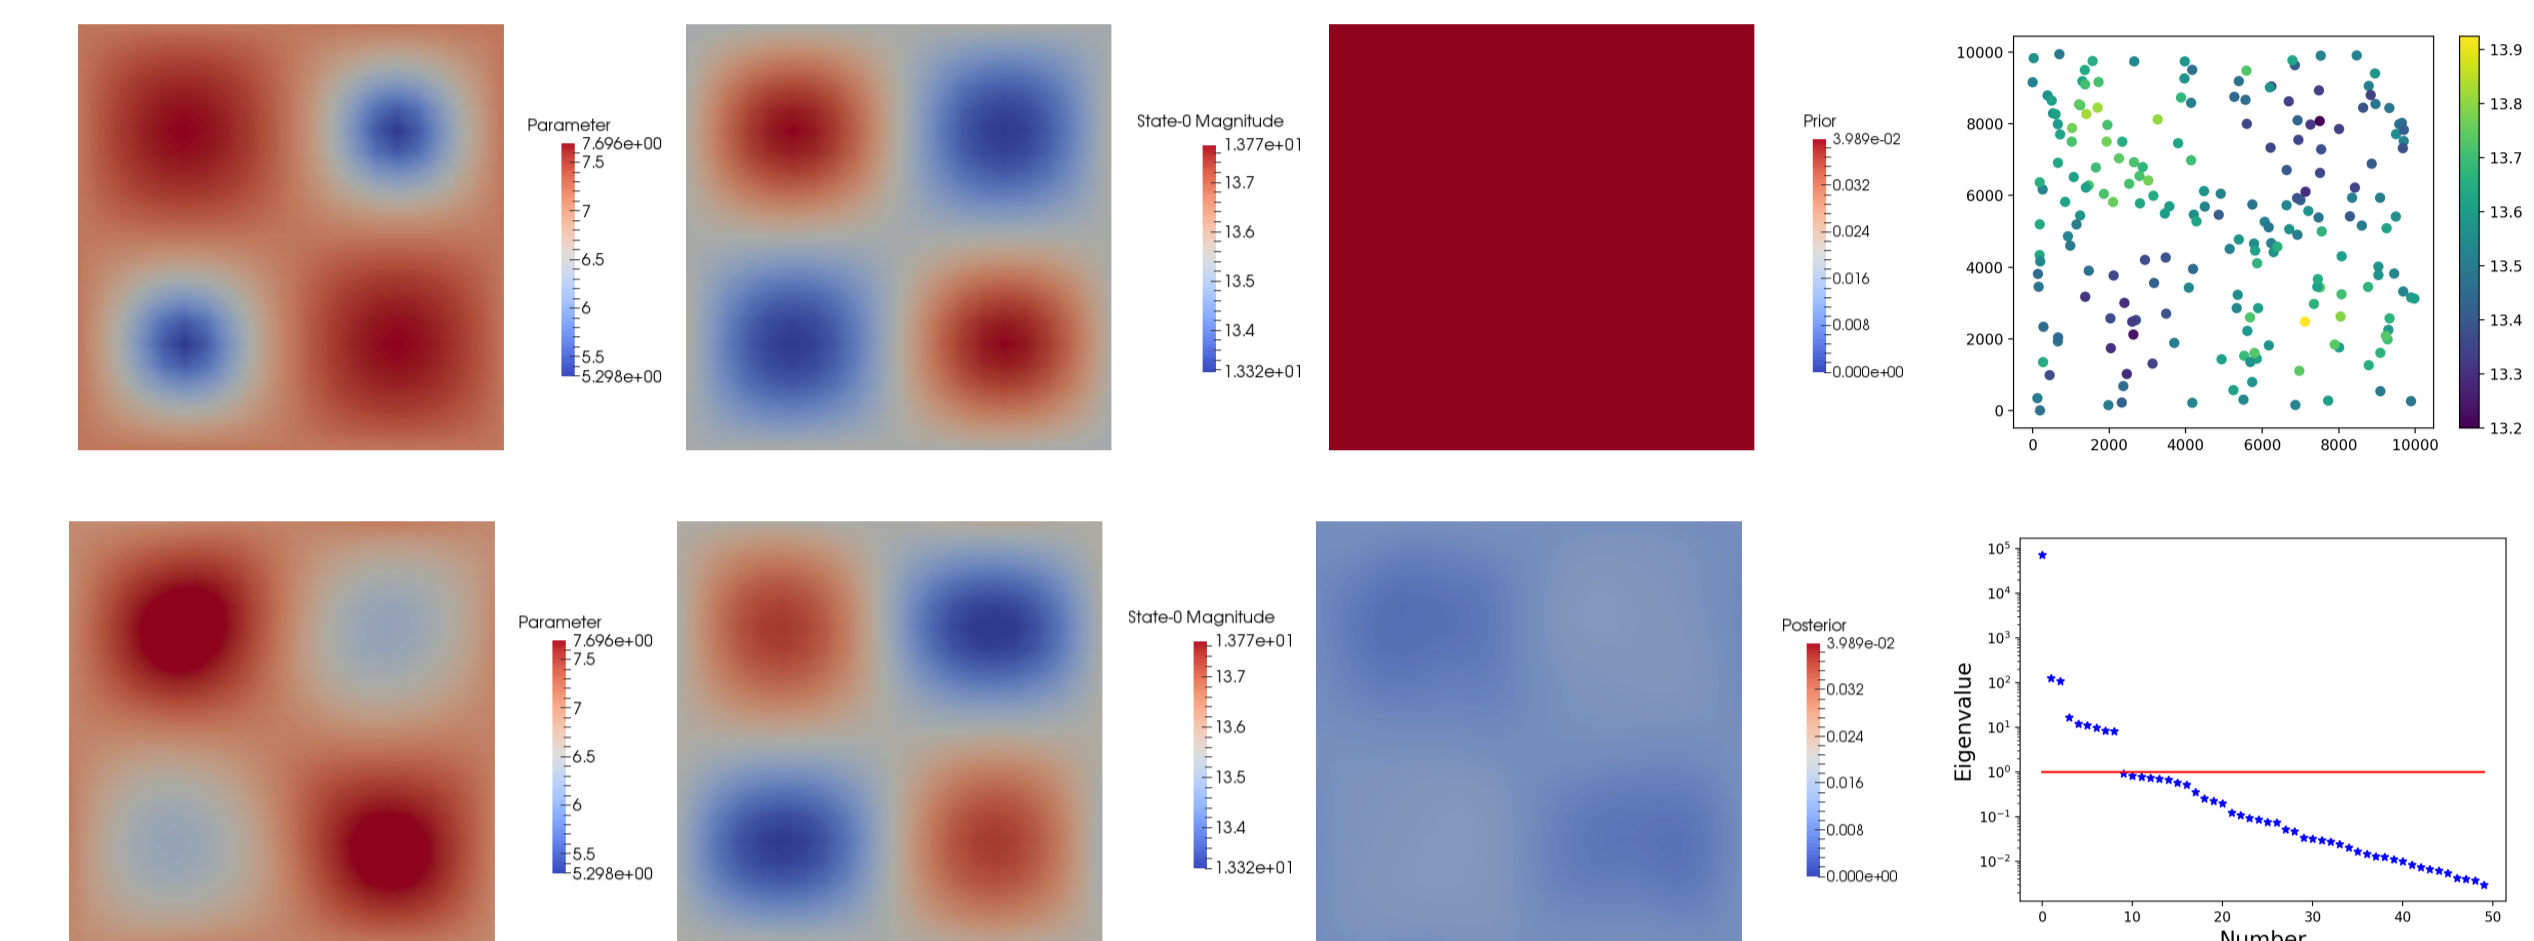 Parameter
7.696e+00
7.5
7
6.5
6
5.5
5.298e+00
State-0 Magnitude
1.377e+01
13.7
13.6
13.5
13.4
1.332e+01
Prior
3.989e-02
0.032
0.024
0.016
0.008
0.000e+00
10000
8000
6000
4000
2000
0
0 2000 4000 6000 8000 10000
13.9
13.8
13.7
13.6
13.5
13.4
13.3
13.2
Parameter
7.696e+00
7.5
7
6.5
6
5.5
5.298e+00
State-0 Magnitude
1.377e+01
13.7
13.6
13.5
13.4
1.332e+01
Posterior
3.989e-02
0.032
0.024
0.016
0.008
0.000e+00
Eigenvalue
10⁵
10⁴
10³
10²
10¹
10⁰
10⁻¹
10⁻²
0 10 20 30 40 50
Number